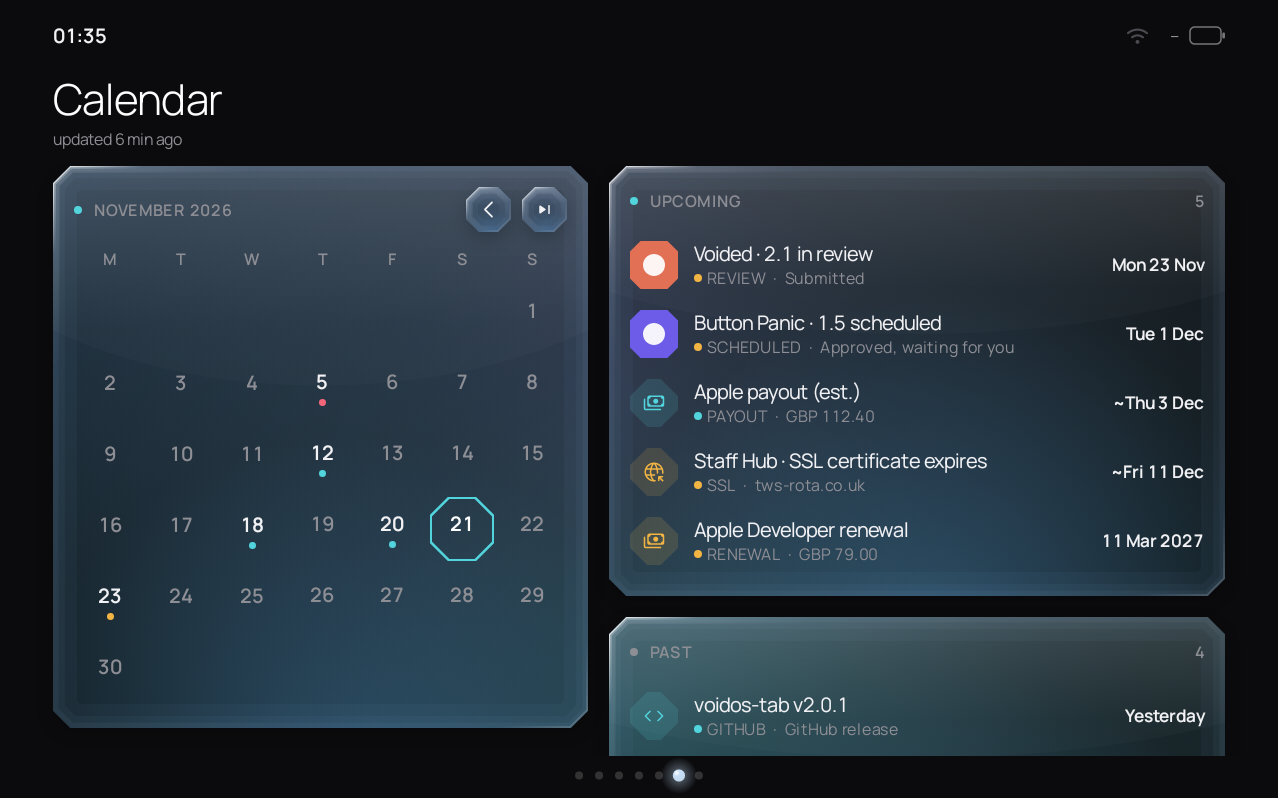 01:35
–
Calendar
updated 6 min ago
NOVEMBER 2026
M T W T F S S
1
2 3 4 5 6 7 8
9 10 11 12 13 14 15
16 17 18 19 20 21 22
23 24 25 26 27 28 29
30
UPCOMING 5
Voided · 2.1 in review
REVIEW · Submitted
Mon 23 Nov
Button Panic · 1.5 scheduled
SCHEDULED · Approved, waiting for you
Tue 1 Dec
Apple payout (est.)
PAYOUT · GBP 112.40
~Thu 3 Dec
Staff Hub · SSL certificate expires
SSL · tws-rota.co.uk
~Fri 11 Dec
Apple Developer renewal
RENEWAL · GBP 79.00
11 Mar 2027
PAST 4
voidos-tab v2.0.1
GITHUB · GitHub release
Yesterday